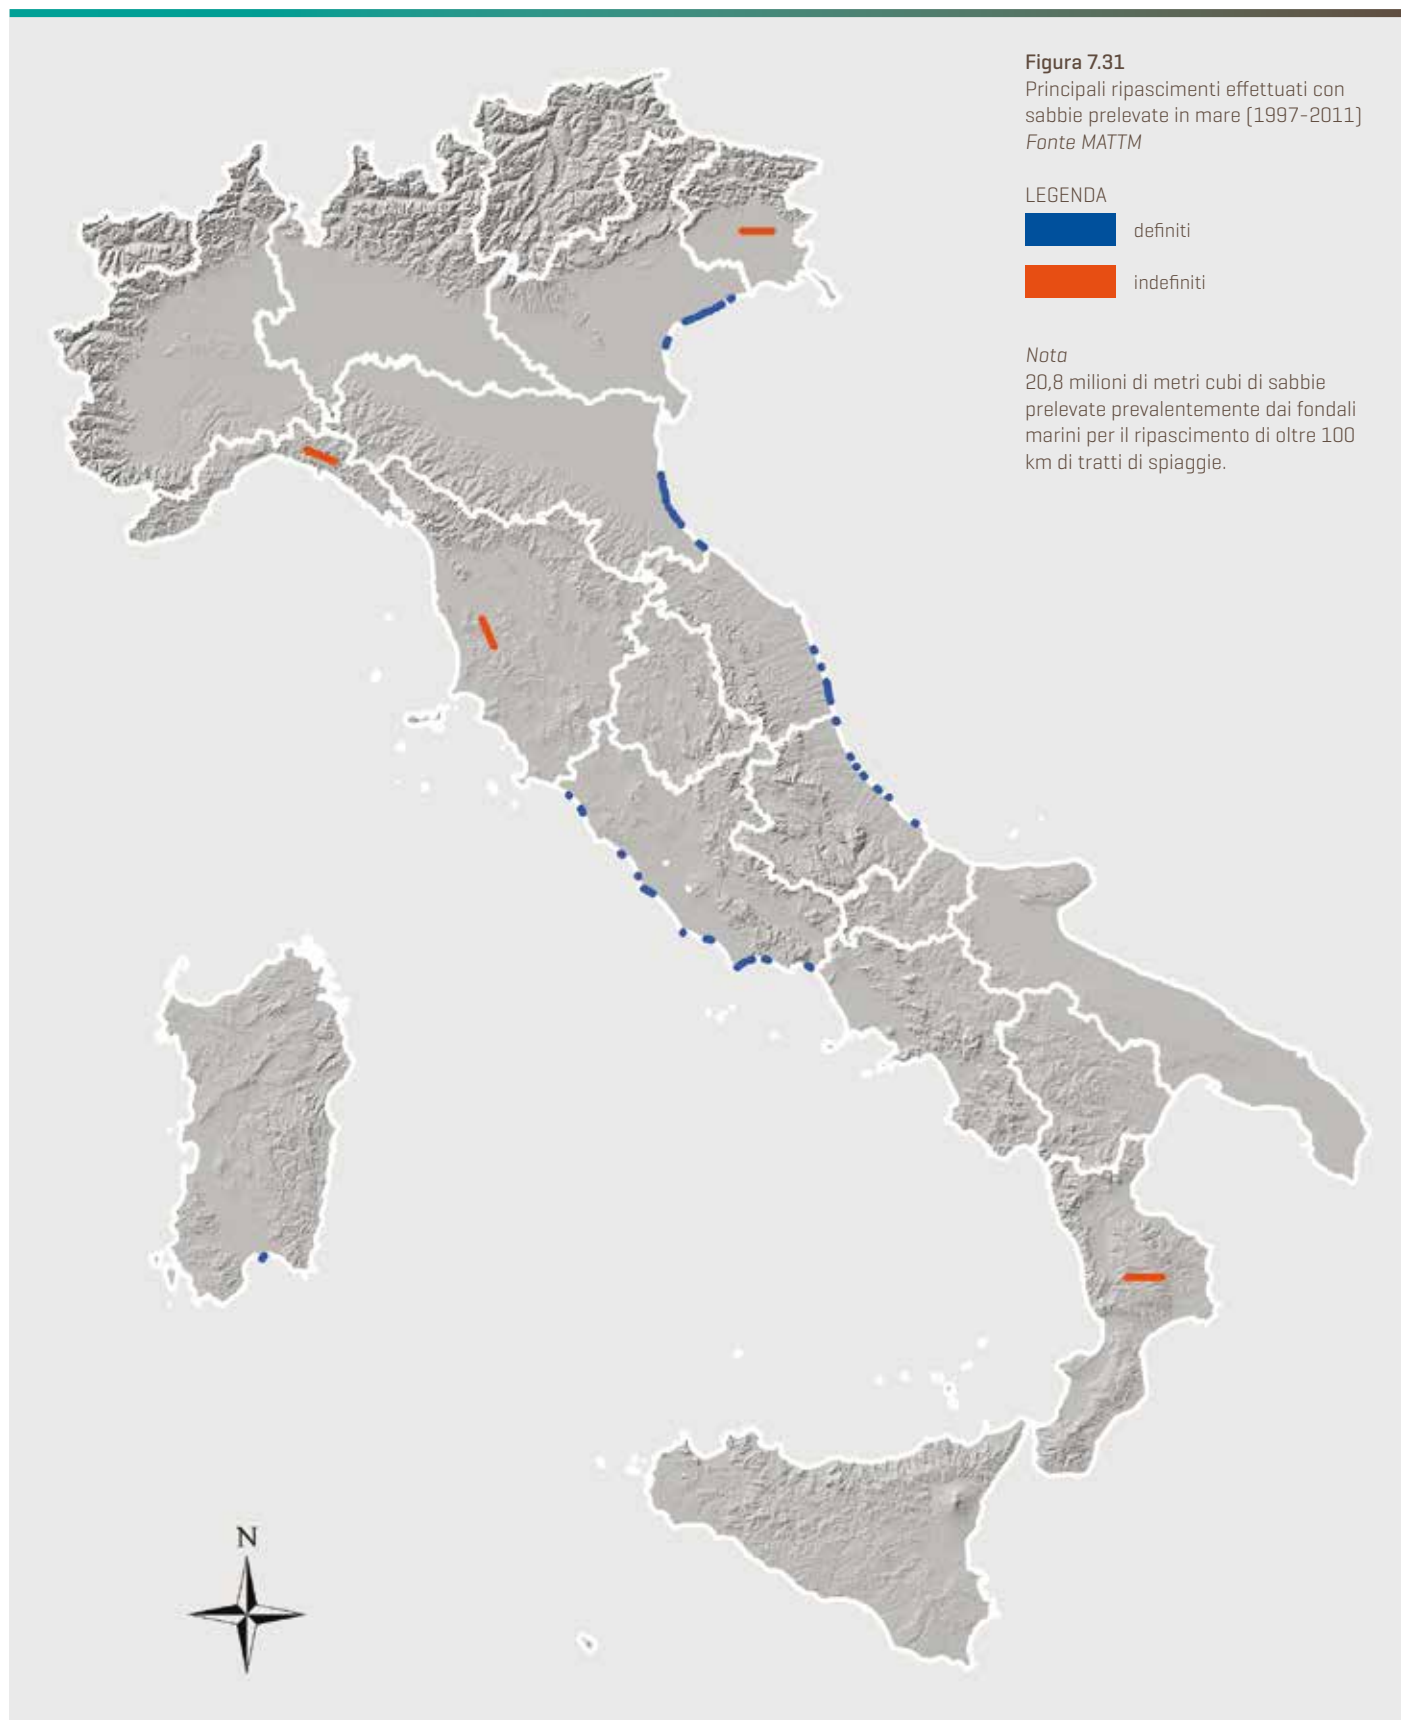 Figura 7.31
Principali ripascimenti effettuati con
sabbie prelevate in mare (1997-2011)
Fonte MATTM
LEGENDA
definiti
indefiniti
Nota
20,8 milioni di metri cubi di sabbie
prelevate prevalentemente dai fondali
marini per il ripascimento di oltre 100
km di tratti di spiaggie.
N